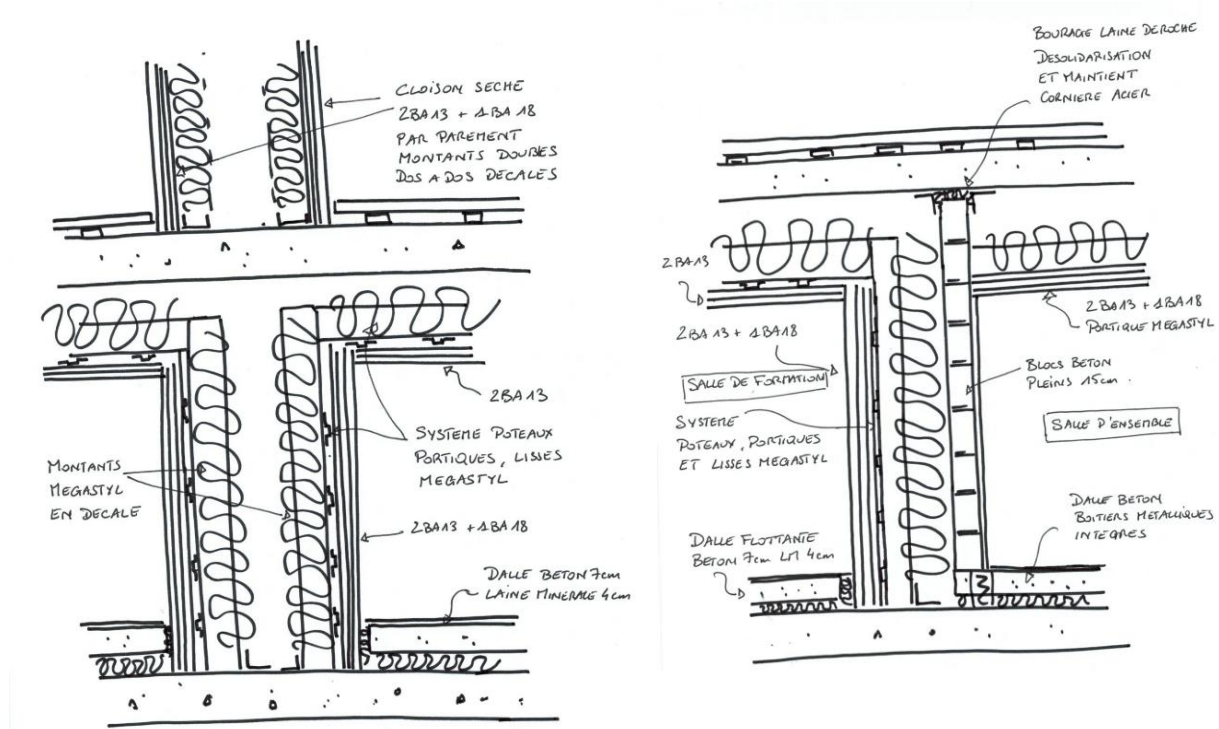 CLOISON SECHE
2BA13 + 1BA18
PAR PAREMENT
MONTANTS DOUBLES
DOS A DOS DECALES
2BA13
SYSTEME POTEAUX
PORTIQUES, LISSES
MEGASTYL
MONTANTS
MEGASTYL
EN DECALE
2BA13 + 1BA18
DALLE BETON 7cm
LAINE MINERALE 4cm
BOURAGE LAINE DE ROCHE
DESOLIDARISATION
ET MAINTIENT
CORNIERE ACIER
2BA13
2BA13 + 1BA18
SALLE DE FORMATION
SYSTEME
POTEAUX, PORTIQUES
ET LISSES MEGASTYL
DALLE FLOTTANTE
BETON 7cm LM 4cm
2BA13 + 1BA18
PORTIQUE MEGASTYL
BLOCS BETON
PLEINS 15cm.
SALLE D'ENSEMBLE
DALLE BETON
BOITIERS METALLIQUES
INTEGRES